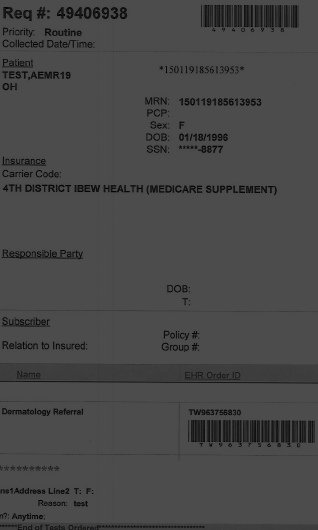 Req #: 49406938
49406938
Priority: Routine
Collected Date/Time:
Patient
TEST,AEMR19
*150119185613953*
OH
MRN: 150119185613953
PCP:
Sex: F
DOB: 01/18/1996
SSN: *****-8877
Insurance
Carrier Code:
4TH DISTRICT IBEW HEALTH (MEDICARE SUPPLEMENT)
Responsible Party
DOB:
T:
Subscriber
Policy #:
Relation to Insured: Group #:
Name EHR Order ID
Dermatology Referral TW963756830
TW963756830
**********
ne1Address Line2 T: F:
Reason: test
n?: Anytime:
End of Tests Ordered